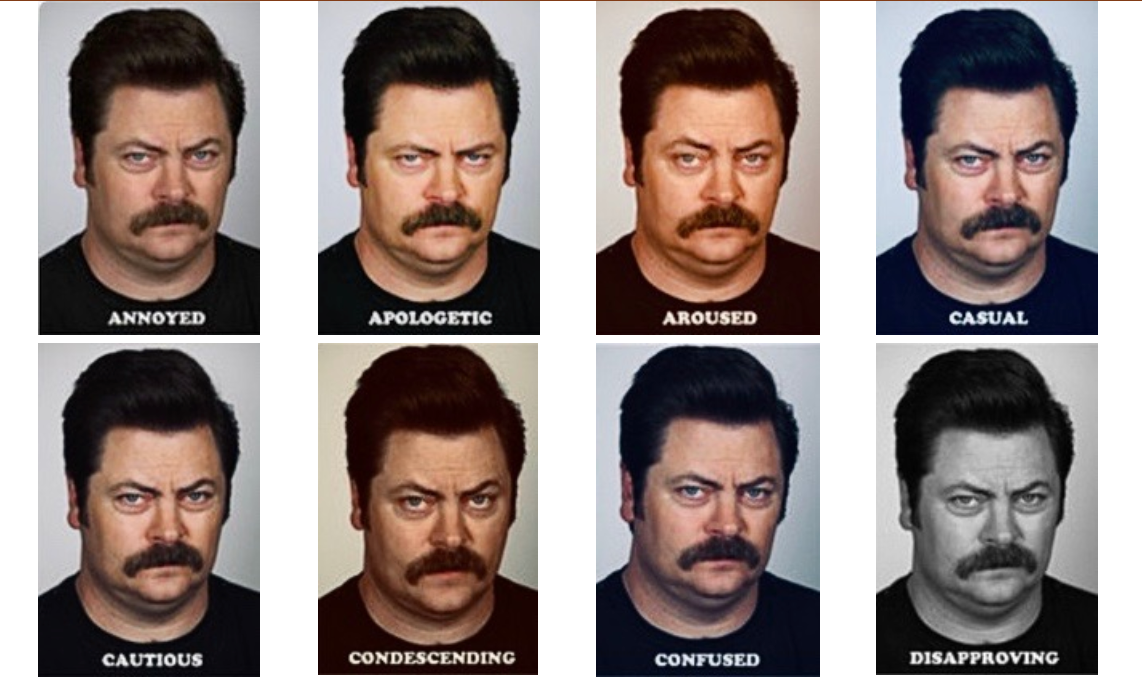 ANNOYED
APOLOGETIC
AROUSED
CASUAL
CAUTIOUS
CONDESCENDING
CONFUSED
DISAPPROVING